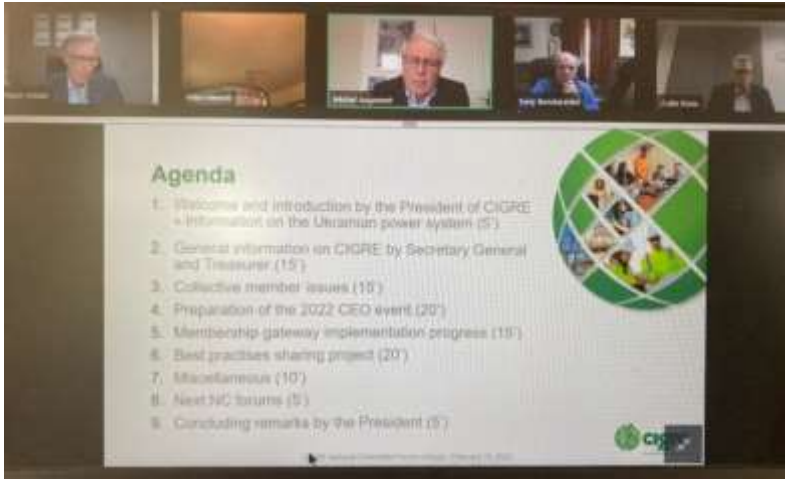 Agenda
1. Welcome and introduction by the President of CIGRE
+ Information on the Ukrainian power system (5')
2. General information on CIGRE by Secretary General
and Treasurer (15')
3. Collective member issues (15')
4. Preparation of the 2022 CEO event (20')
5. Membership gateway implementation progress (15')
6. Best practises sharing project (20')
7. Miscellaneous (10')
8. Next NC forums (5')
9. Concluding remarks by the President (5')